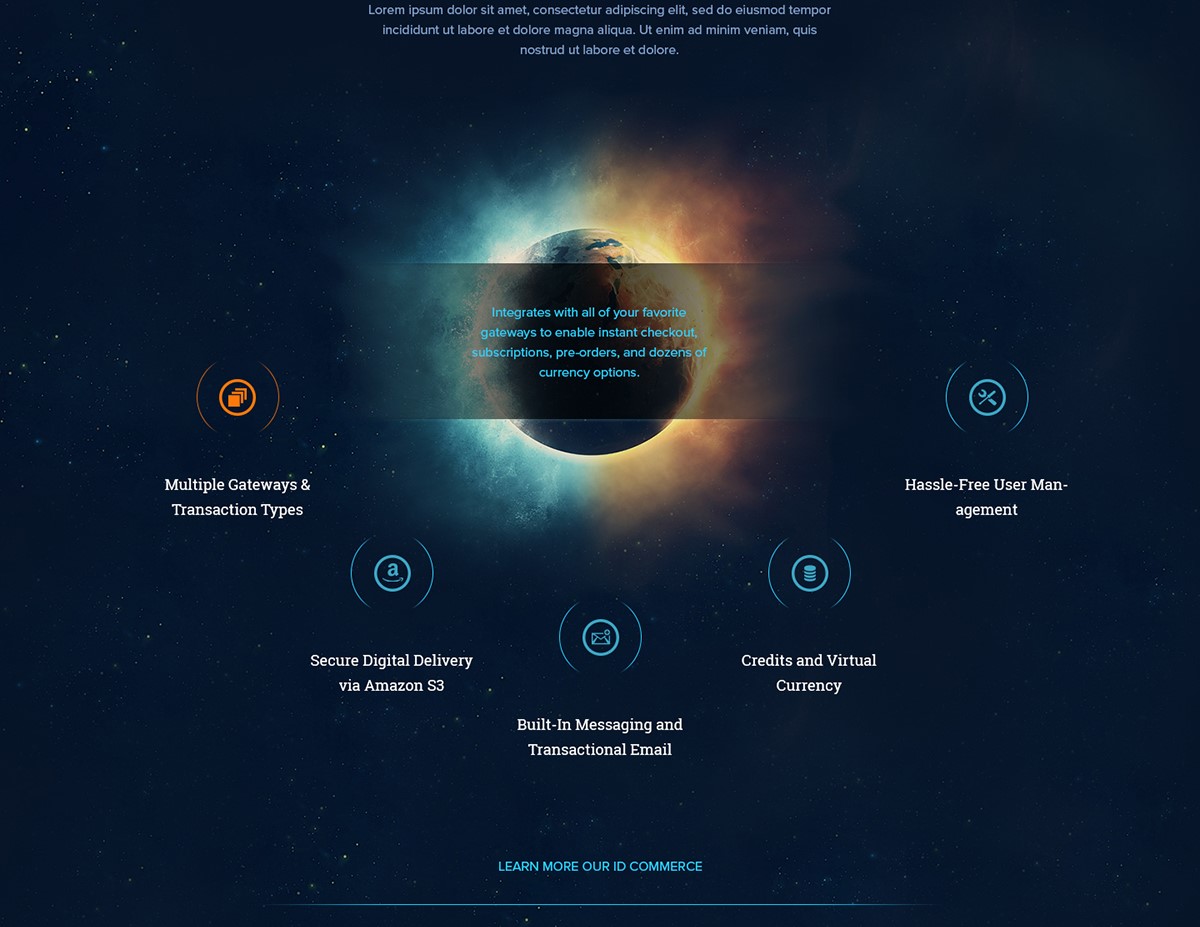 Lorem ipsum dolor sit amet, consectetur adipiscing elit, sed do eiusmod tempor
incididunt ut labore et dolore magna aliqua. Ut enim ad minim veniam, quis
nostrud ut labore et dolore.
Integrates with all of your favorite
gateways to enable instant checkout,
subscriptions, pre-orders, and dozens of
currency options.
Multiple Gateways &
Transaction Types
Hassle-Free User Man-
agement
Secure Digital Delivery
via Amazon S3
Credits and Virtual
Currency
Built-In Messaging and
Transactional Email
LEARN MORE OUR ID COMMERCE